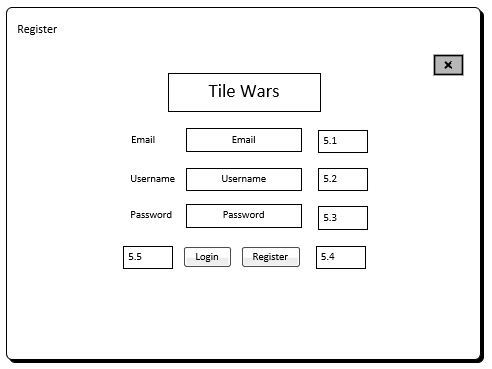 Register
×
Tile Wars
Email Email 5.1
Username Username 5.2
Password Password 5.3
5.5 Login Register 5.4